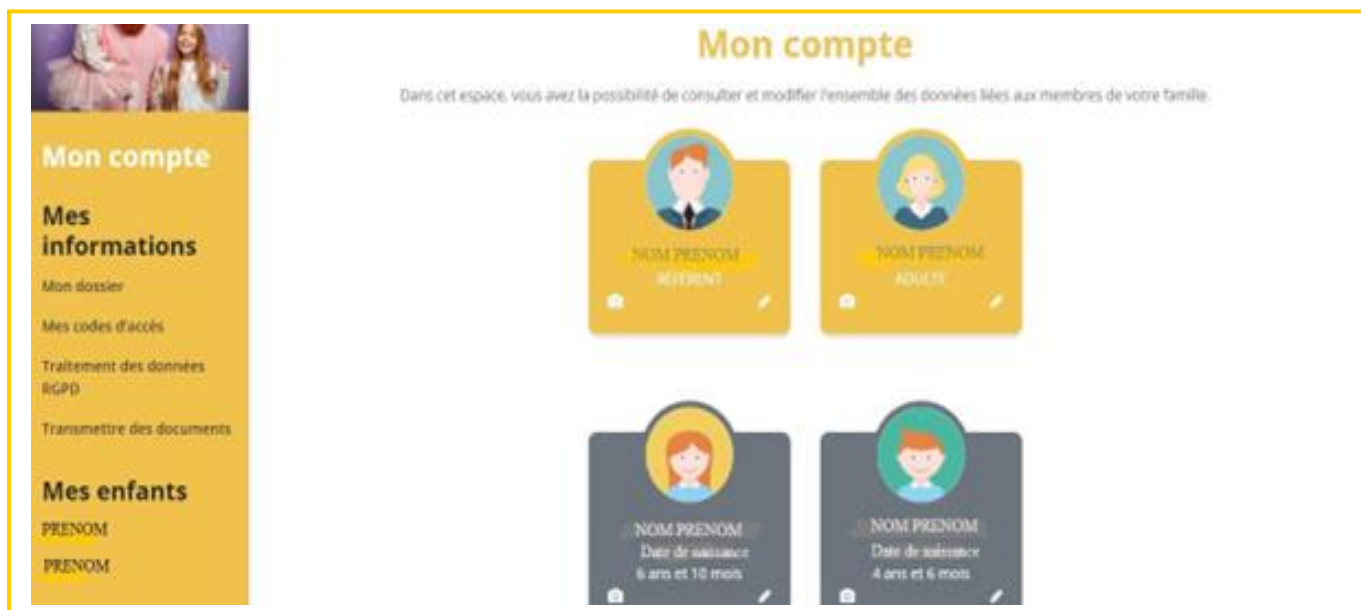 Mon compte
Mes
informations
Mon dossier
Mes codes d'accès
Traitement des données
RGPD
Transmettre des documents
Mes enfants
PRENOM
PRENOM
Mon compte
Dans cet espace, vous avez la possibilité de consulter et modifier l'ensemble des données liées aux membres de votre famille.
NOM PRENOM
RÉFÉRENT
NOM PRENOM
ADULTE
NOM PRENOM
Date de naissance
6 ans et 10 mois
NOM PRENOM
Date de naissance
4 ans et 6 mois